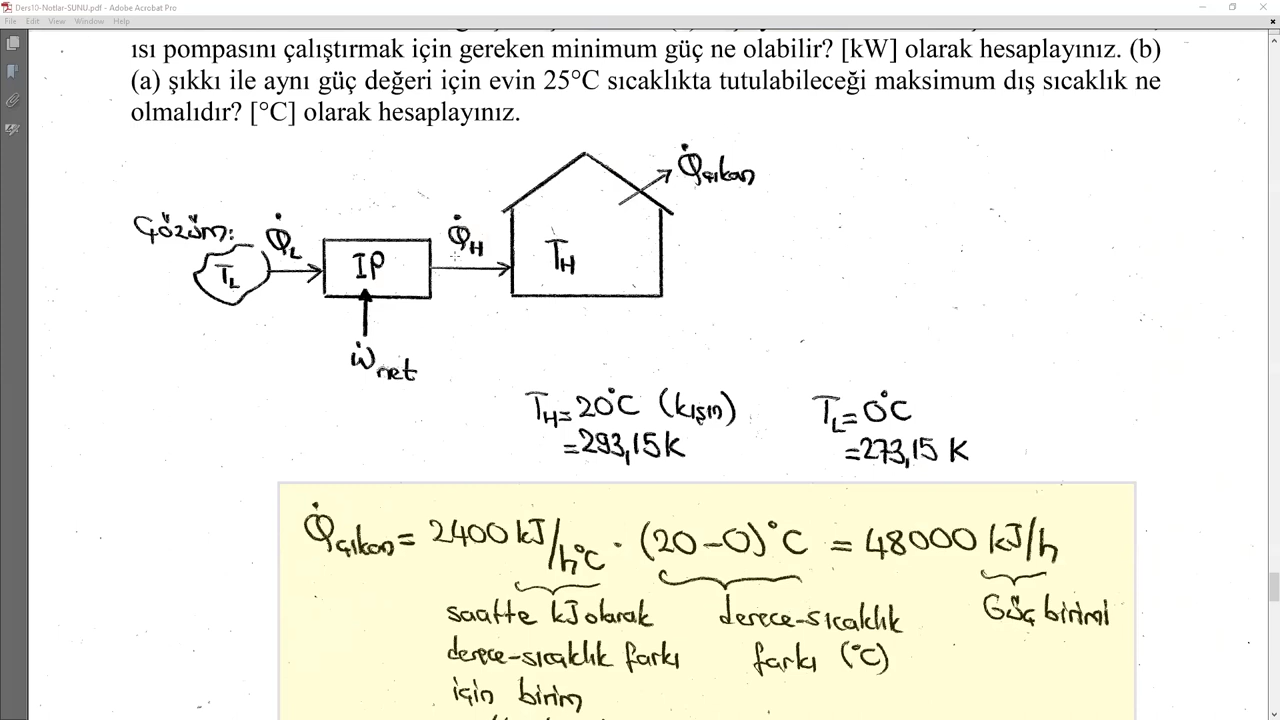 Ders10-Notlar-SUNU.pdf - Adobe Acrobat Pro
File Edit View Window Help
ısı pompasını çalıştırmak için gereken minimum güç ne olabilir? [kW] olarak hesaplayınız. (b)
(a) şıkkı ile aynı güç değeri için evin 25°C sıcaklıkta tutulabileceği maksimum dış sıcaklık ne
olmalıdır? [°C] olarak hesaplayınız.
Q̇çıkan
Çözüm:
Q̇L
Q̇H
TL
IP
TH
Ẇnet
TH=20°C (kışın)
=293,15K
TL=0°C
=273,15 K
Q̇çıkan= 2400 kJ/h°C · (20-0)°C = 48000 kJ/h
saatte kJ olarak
derece-sıcaklık farkı
için birim
derece-sıcaklık
farkı (°C)
Güç birimi